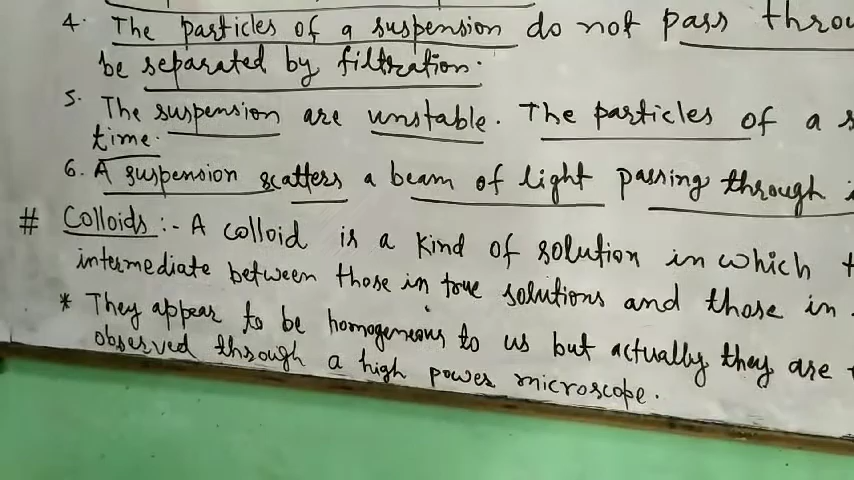 4. The particles of a suspension do not pass throu
be separated by filtration.
5. The suspension are unstable. The particles of a s
time.
6. A suspension scatters a beam of light passing through i
# Colloids :- A colloid is a kind of solution in which t
intermediate between those in true solutions and those in
* They appear to be homogeneous to us but actually they are
observed through a high power microscope.